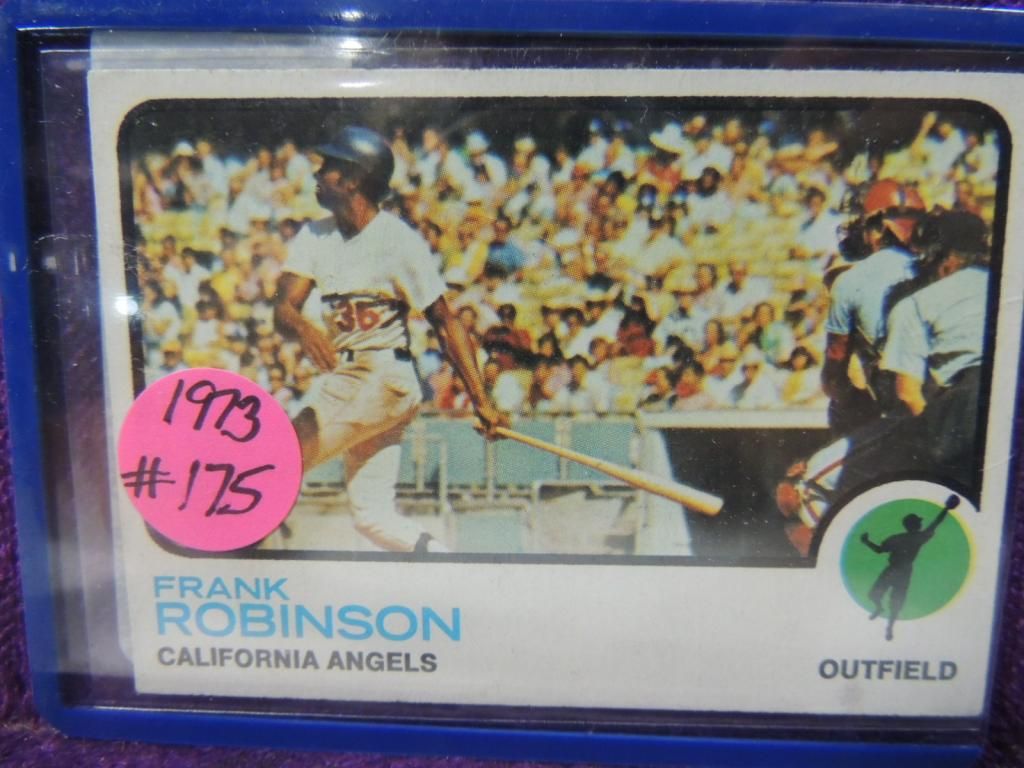 36
1973
#175
FRANK
ROBINSON
CALIFORNIA ANGELS
OUTFIELD